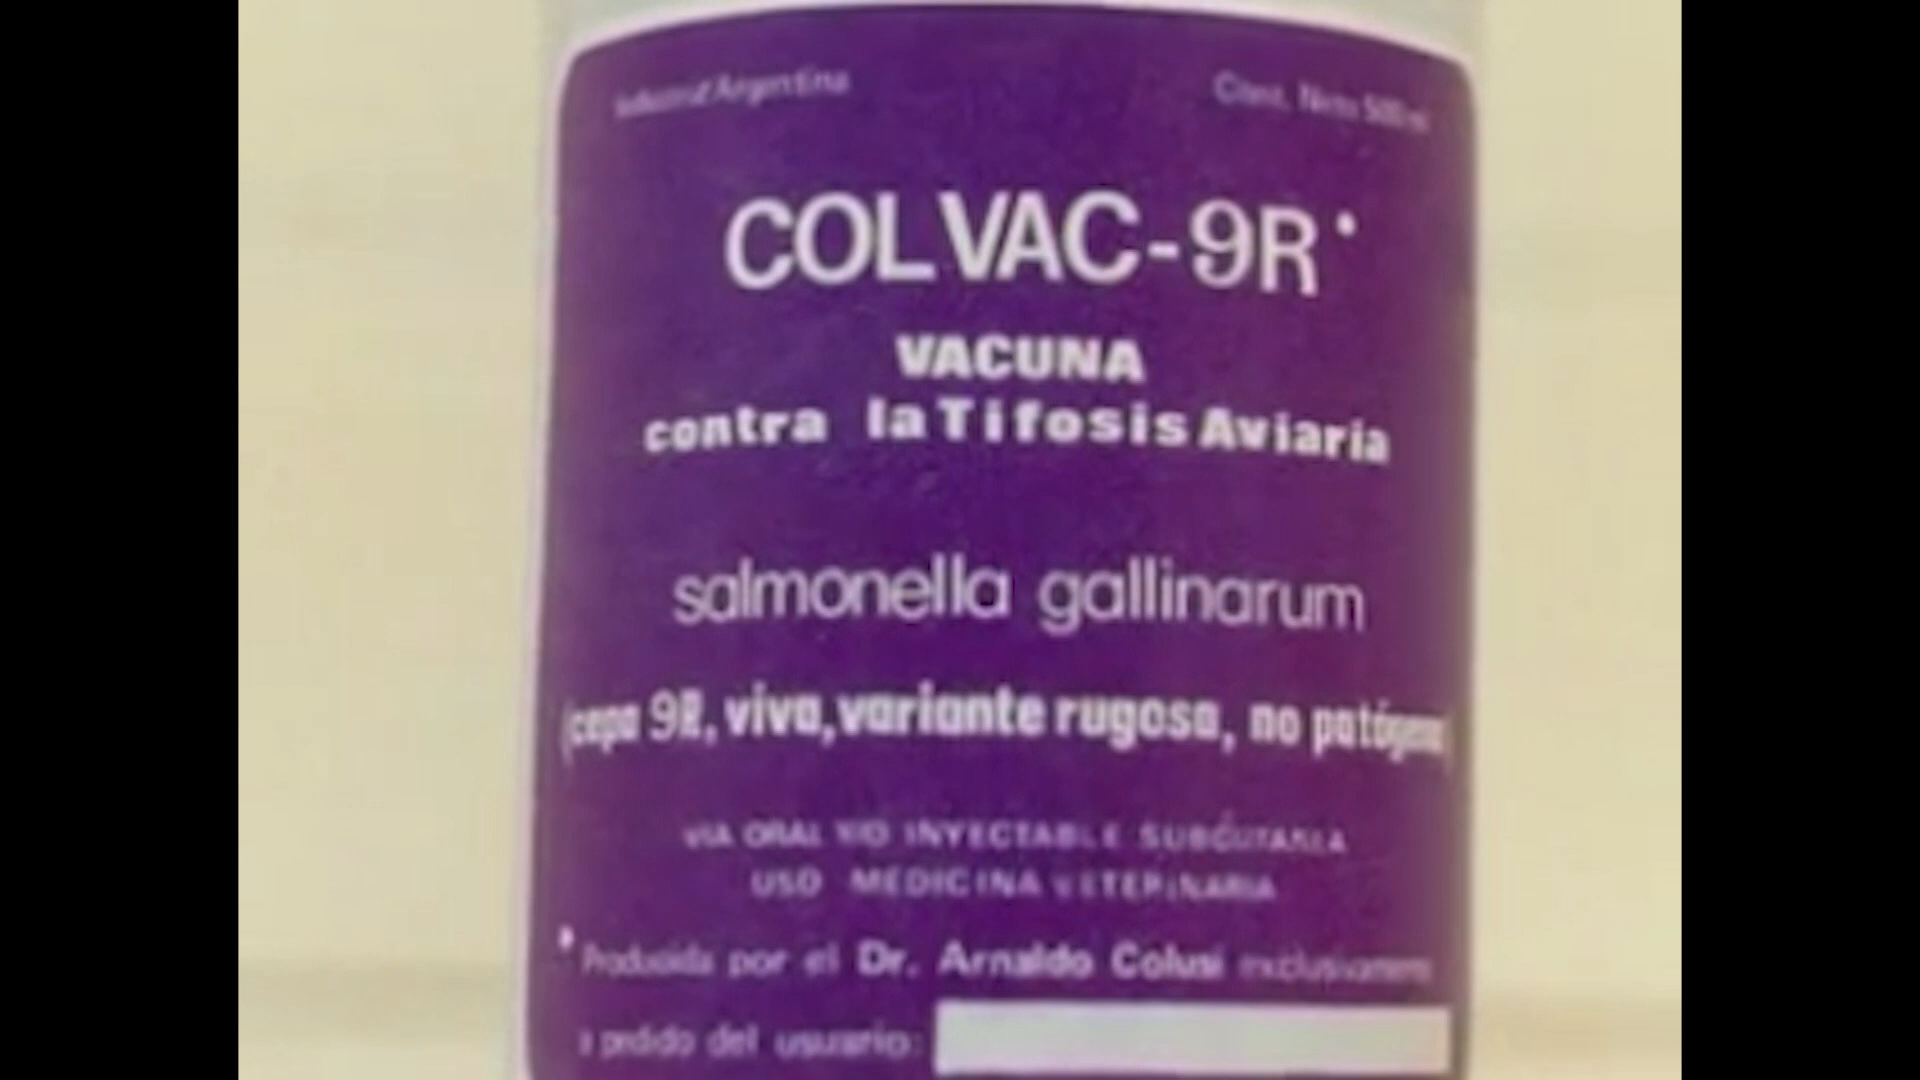 Industria Argentina
Cont. Neto 500 ml
COLVAC-9R*
VACUNA
contra la Tifosis Aviaria
salmonella gallinarum
(cepa 9R, viva, variante rugosa, no patógena)
VIA ORAL Y/O INYECTABLE SUBCUTANEA
USO MEDICINA VETERINARIA
* Producida por el Dr. Arnaldo Colusi exclusivamente
a pedido del usuario: